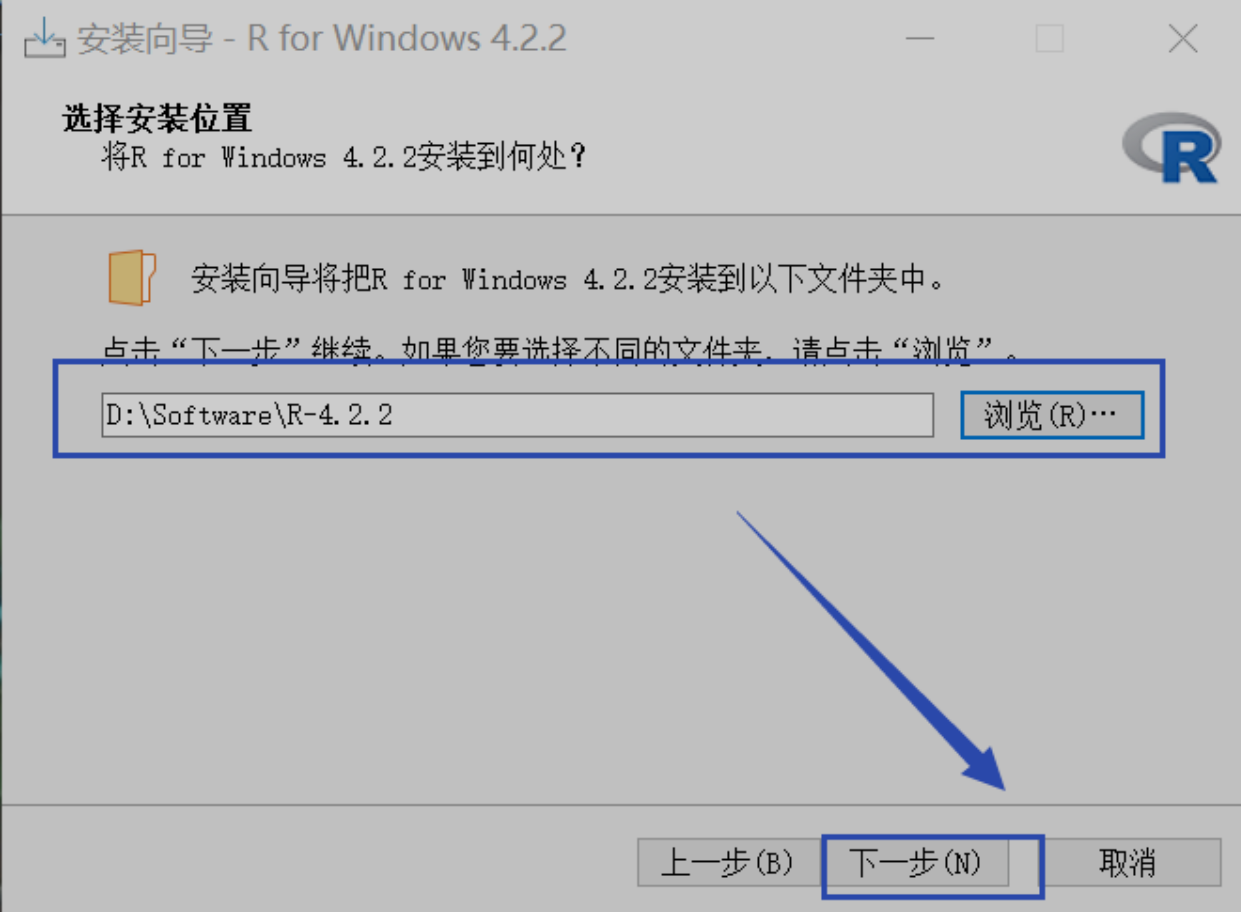 安装向导 - R for Windows 4.2.2
选择安装位置
将R for Windows 4.2.2安装到何处?
R
安装向导将把R for Windows 4.2.2安装到以下文件夹中。
点击“下一步”继续。如果您要选择不同的文件夹，请点击“浏览”。
D:\Software\R-4.2.2
浏览(R)…
上一步(B) 下一步(N) 取消